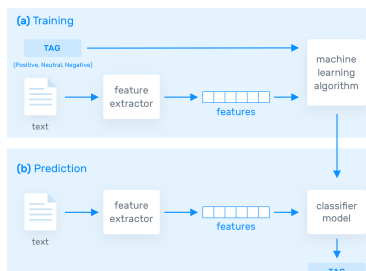 (a) Training
TAG
(Positive, Neutral, Negative)
machine
learning
algorithm
feature
extractor
features
text
(b) Prediction
feature
extractor
classifier
model
features
text
TAG